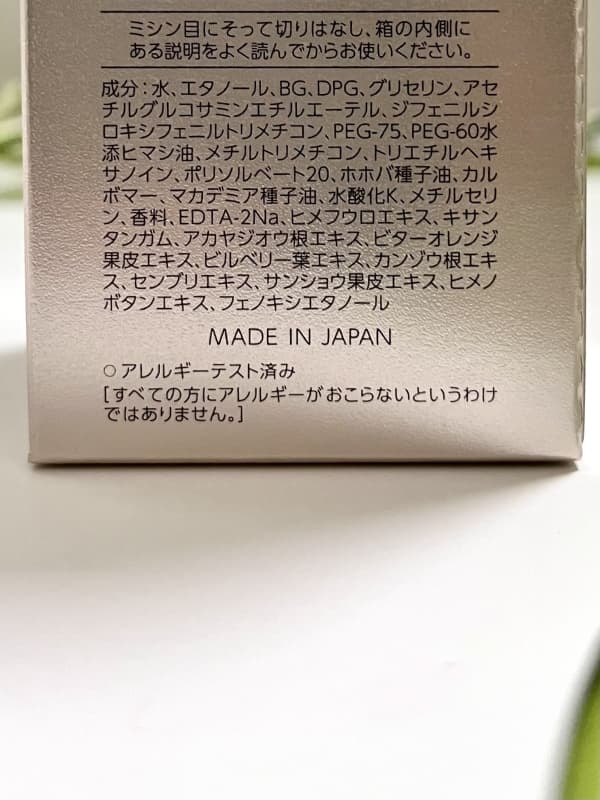 ミシン目にそって切りはなし、箱の内側に
ある説明をよく読んでからお使いください。
成分：水、エタノール、BG、DPG、グリセリン、アセ
チルグルコサミンエチルエーテル、ジフェニルシ
ロキシフェニルトリメチコン、PEG-75、PEG-60水
添ヒマシ油、メチルトリメチコン、トリエチルヘキ
サノイン、ポリソルベート20、ホホバ種子油、カル
ボマー、マカデミア種子油、水酸化K、メチルセリ
ン、香料、EDTA-2Na、ヒメフウロエキス、キサン
タンガム、アカヤジオウ根エキス、ビターオレンジ
果皮エキス、ビルベリー葉エキス、カンゾウ根エキ
ス、センブリエキス、サンショウ果皮エキス、ヒメノ
ボタンエキス、フェノキシエタノール
MADE IN JAPAN
○アレルギーテスト済み
[すべての方にアレルギーがおこらないというわけ
ではありません。]